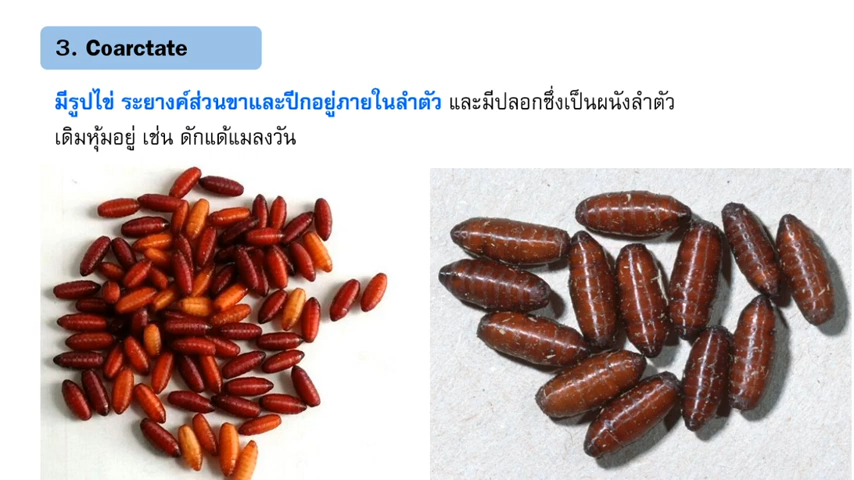 3. Coarctate
มีรูปไข่ ระยางค์ส่วนขาและปีกอยู่ภายในลำตัว และมีปลอกซึ่งเป็นผนังลำตัว
เดิมหุ้มอยู่ เช่น ดักแด้แมลงวัน